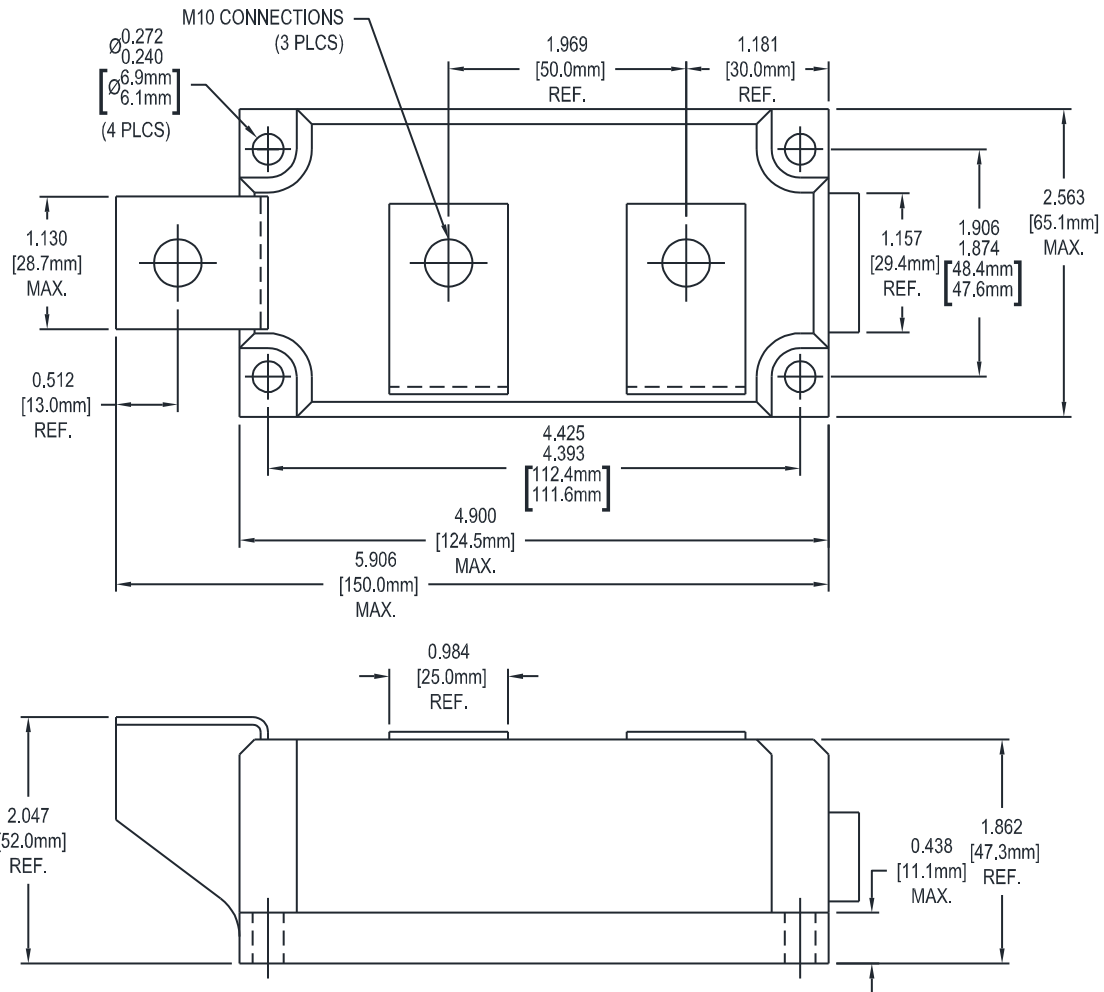 M10 CONNECTIONS
(3 PLCS)
Ø0.272
0.240
[Ø6.9mm
6.1mm]
(4 PLCS)
1.969
[50.0mm]
REF.
1.181
[30.0mm]
REF.
1.130
[28.7mm]
MAX.
1.157
[29.4mm]
REF.
1.906
1.874
[48.4mm
47.6mm]
2.563
[65.1mm]
MAX.
0.512
[13.0mm]
REF.
4.425
4.393
[112.4mm
111.6mm]
4.900
[124.5mm]
MAX.
5.906
[150.0mm]
MAX.
0.984
[25.0mm]
REF.
2.047
[52.0mm]
REF.
0.438
[11.1mm]
MAX.
1.862
[47.3mm]
REF.